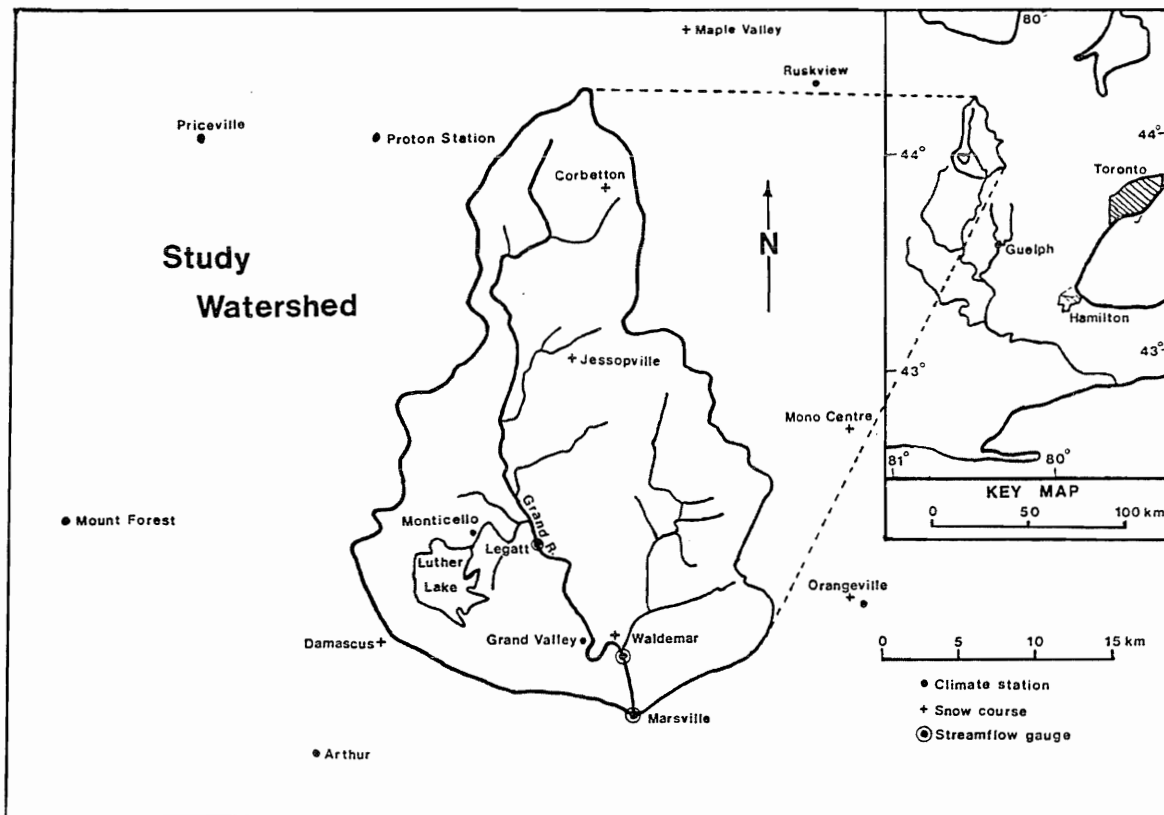 Maple Valley
Ruskview
Priceville
Proton Station
Corbetton
Study
Watershed
N
Jessopville
Mono Centre
Mount Forest
Monticello
Grand R.
Legatt
Luther
Lake
Orangeville
Damascus
Grand Valley
Waldemar
Marsville
Arthur
80°
44°
44°
Toronto
Guelph
Hamilton
43°
43°
81°
80°
KEY MAP
0 50 100 km
0 5 10 15 km
Climate station
Snow course
Streamflow gauge